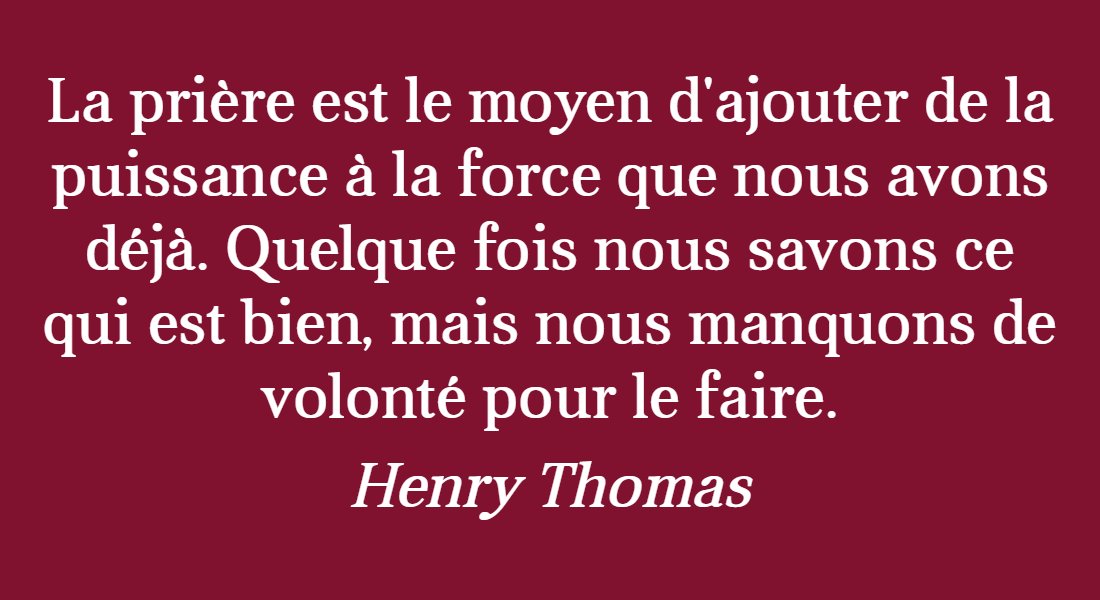 La prière est le moyen d'ajouter de la
puissance à la force que nous avons
déjà. Quelque fois nous savons ce
qui est bien, mais nous manquons de
volonté pour le faire.
Henry Thomas